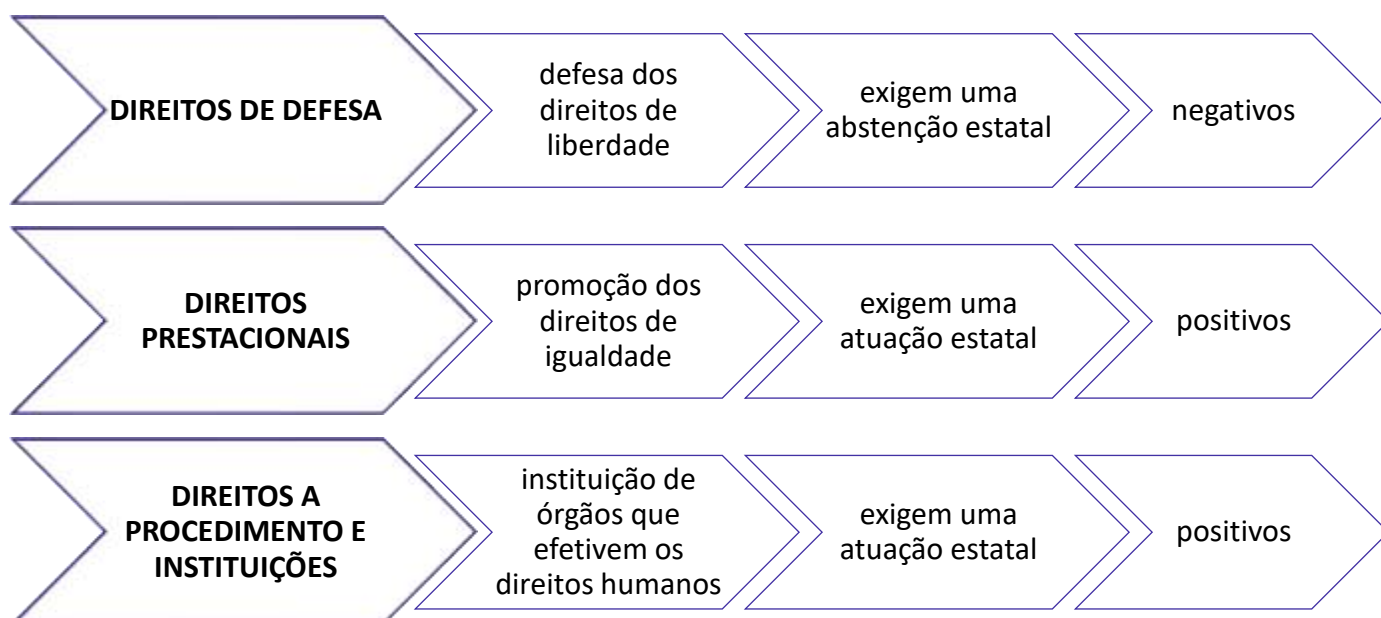 DIREITOS DE DEFESA
defesa dos
direitos de
liberdade
exigem uma
abstenção estatal
negativos
DIREITOS
PRESTACIONAIS
promoção dos
direitos de
igualdade
exigem uma
atuação estatal
positivos
DIREITOS A
PROCEDIMENTO E
INSTITUIÇÕES
instituição de
órgãos que
efetivem os
direitos humanos
exigem uma
atuação estatal
positivos